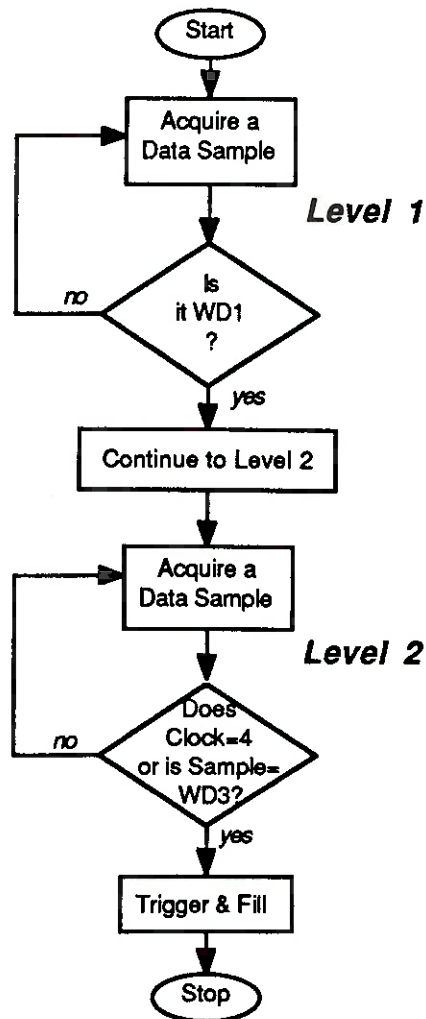 Start
Acquire a
Data Sample
Level 1
Is
it WD1
?
no
yes
Continue to Level 2
Acquire a
Data Sample
Level 2
Does
Clock=4
or is Sample=
WD3?
no
yes
Trigger & Fill
Stop